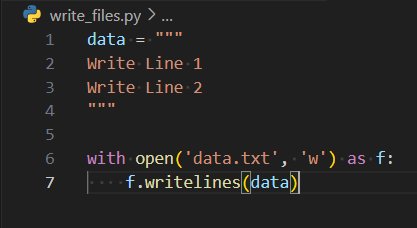 write_files.py > ...
1 data = """
2 Write Line 1
3 Write Line 2
4 """
5
6 with open('data.txt', 'w') as f:
7     f.writelines(data)